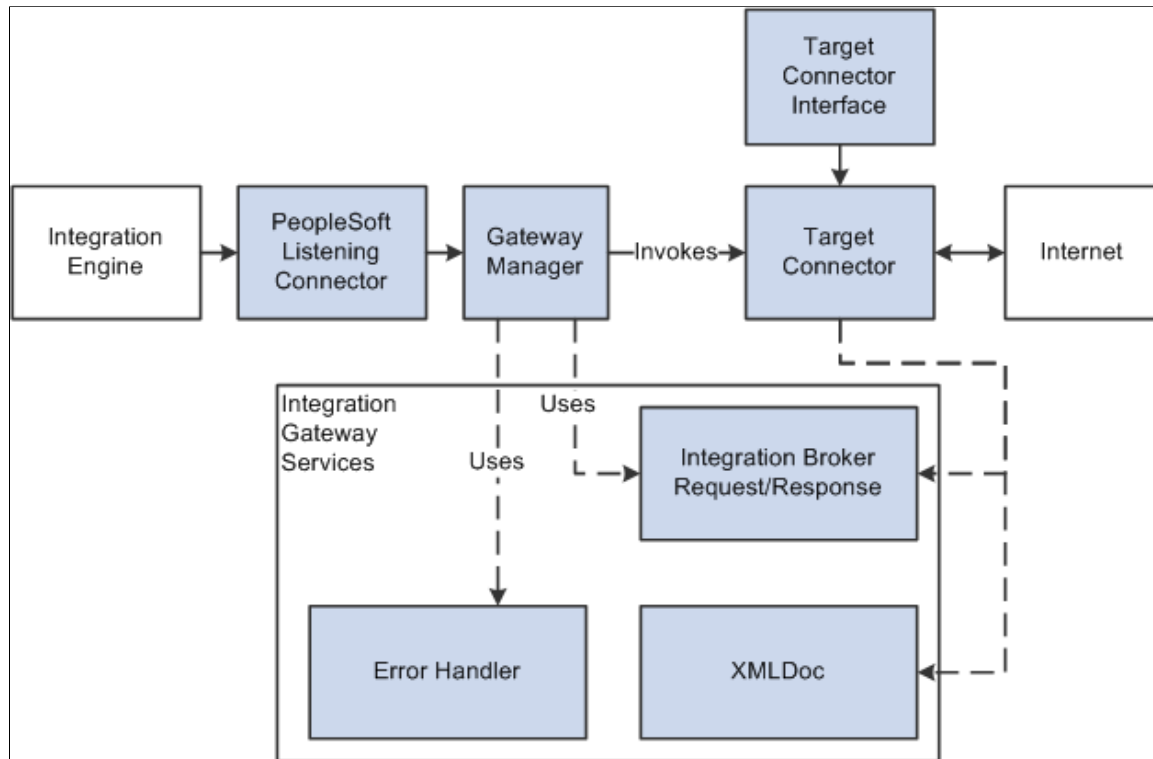 Target
Connector
Interface
Integration
Engine
PeopleSoft
Listening
Connector
Gateway
Manager
Invokes
Target
Connector
Internet
Integration
Gateway
Services
Uses
Uses
Integration Broker
Request/Response
Error Handler
XMLDoc